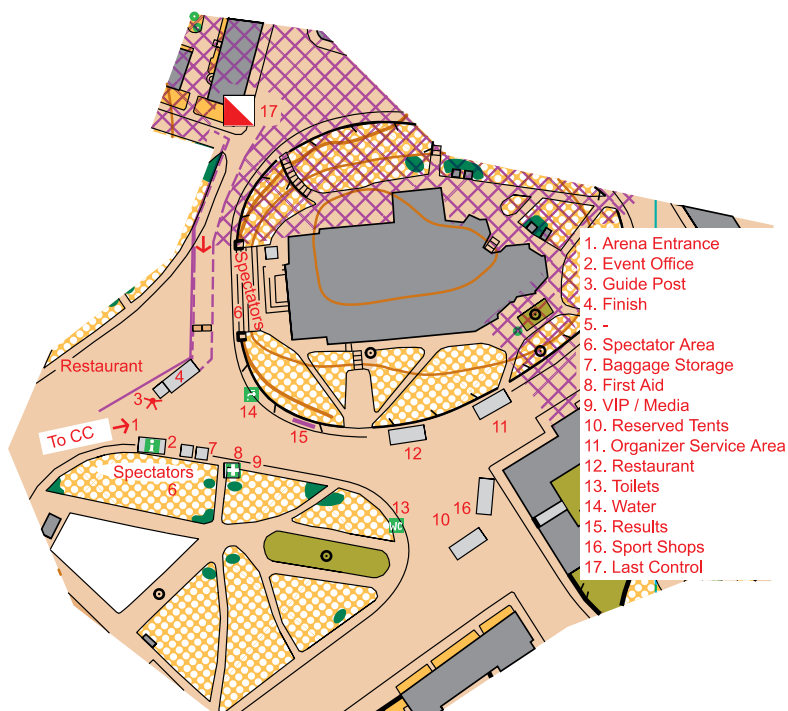 17
Spectators
6
Restaurant
4
3
To CC
1
14
15
12
11
2
7
8
9
Spectators
6
13
WC
10
16
1. Arena Entrance
2. Event Office
3. Guide Post
4. Finish
5. -
6. Spectator Area
7. Baggage Storage
8. First Aid
9. VIP / Media
10. Reserved Tents
11. Organizer Service Area
12. Restaurant
13. Toilets
14. Water
15. Results
16. Sport Shops
17. Last Control